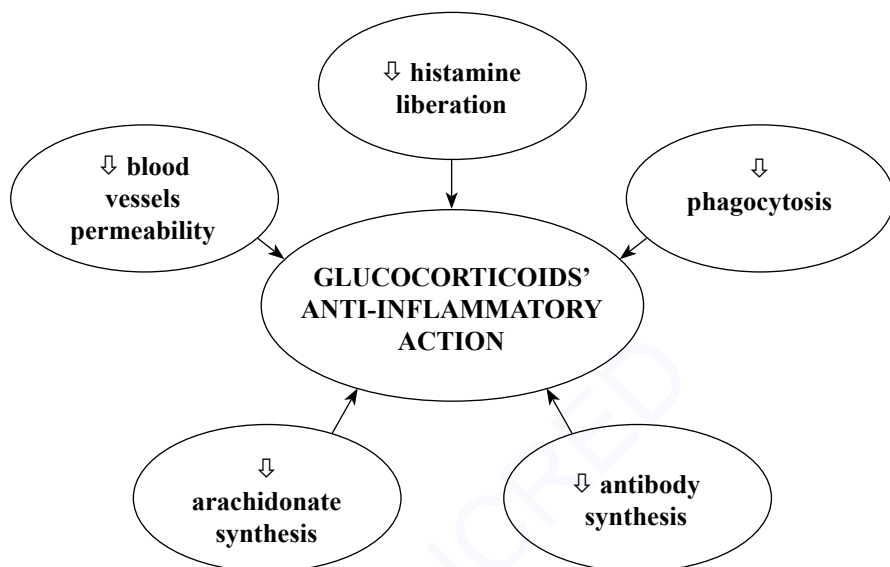 ⇩ histamine
liberation
⇩ blood
vessels
permeability
⇩
phagocytosis
GLUCOCORTICOIDS’
ANTI-INFLAMMATORY
ACTION
⇩
arachidonate
synthesis
⇩ antibody
synthesis